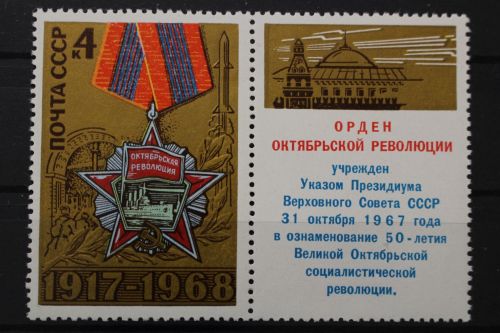 ПОЧТА СССР
4
К
ОКТЯБРЬСКАЯ
РЕВОЛЮЦИЯ
1917-1968
ОРДЕН
ОКТЯБРЬСКОЙ РЕВОЛЮЦИИ
учрежден
Указом Президиума
Верховного Совета СССР
31 октября 1967 года
в ознаменование 50-летия
Великой Октябрьской
социалистической
революции.